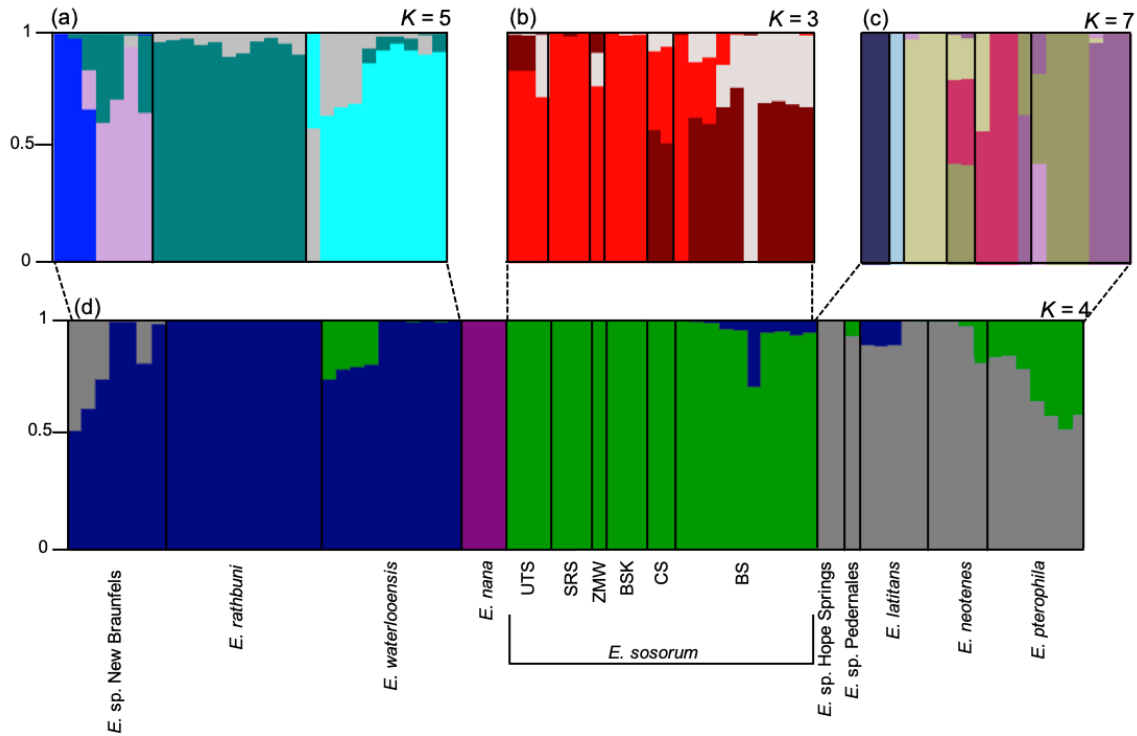 (a) K = 5
(b) K = 3
(c) K = 7
1
0.5
0
(d) K = 4
1
0.5
0
E. sp. New Braunfels
E. rathbuni
E. waterlooensis
E. nana
UTS
SRS
ZMW
BSK
CS
BS
E. sosorum
E. sp. Hope Springs
E. sp. Pedernales
E. latitans
E. neotenes
E. pterophila